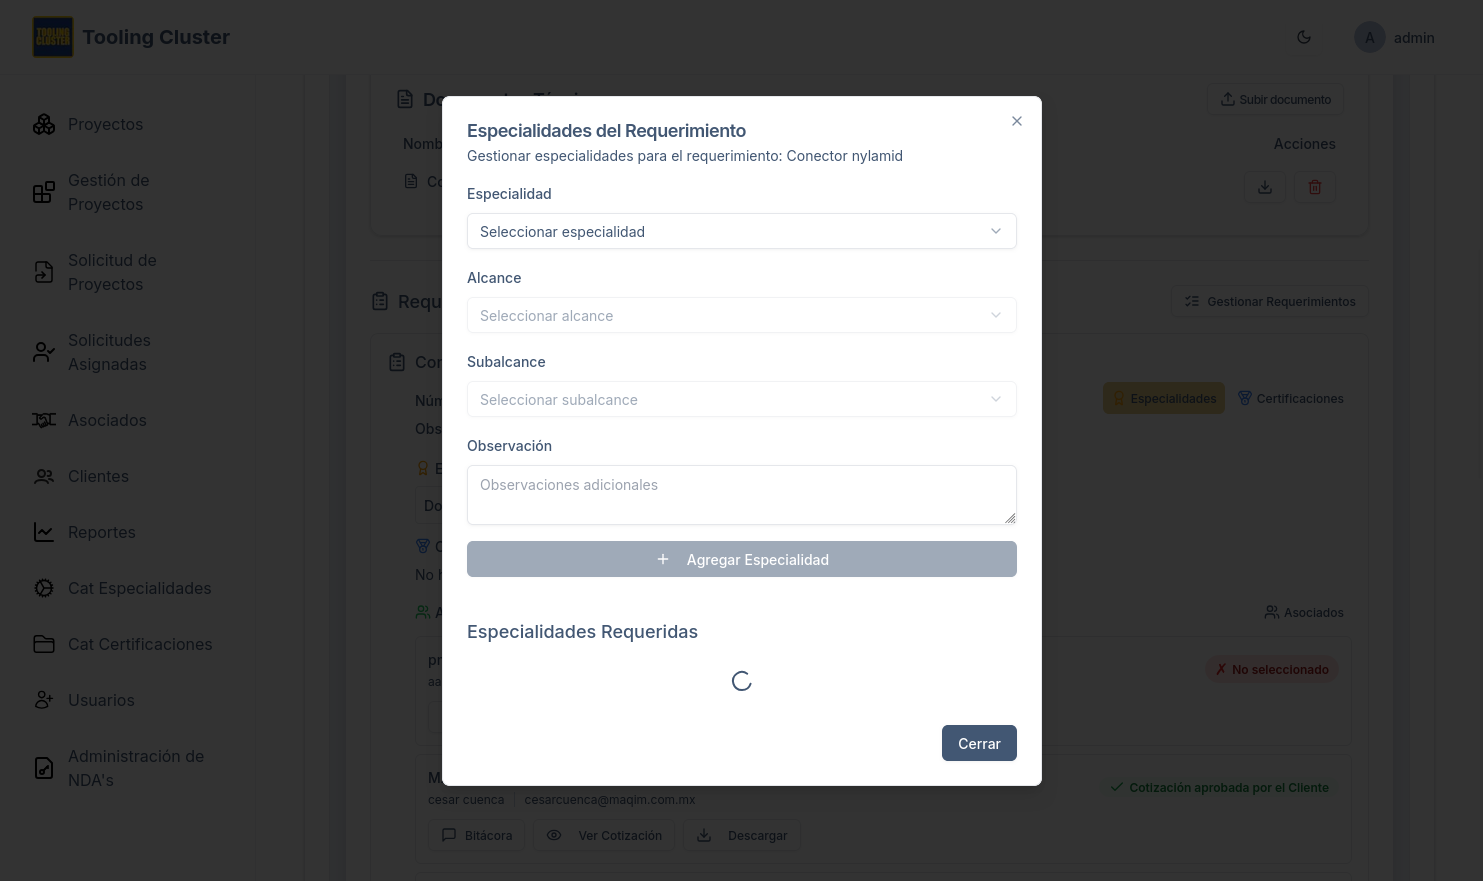 TOOLING
CLUSTER
Tooling Cluster
A
admin
Proyectos
Gestión de
Proyectos
Solicitud de
Proyectos
Solicitudes
Asignadas
Asociados
Clientes
Reportes
Cat Especialidades
Cat Certificaciones
Usuarios
Administración de
NDA's
Subir documento
Acciones
Gestionar Requerimientos
Especialidades
Certificaciones
Asociados
✗ No seleccionado
Cotización aprobada por el Cliente
cesar cuenca
cesarcuenca@maqim.com.mx
Bitácora
Ver Cotización
Descargar
Especialidades del Requerimiento
Gestionar especialidades para el requerimiento: Conector nylamid
Especialidad
Seleccionar especialidad
Alcance
Seleccionar alcance
Subalcance
Seleccionar subalcance
Observación
Observaciones adicionales
Agregar Especialidad
Especialidades Requeridas
Cerrar